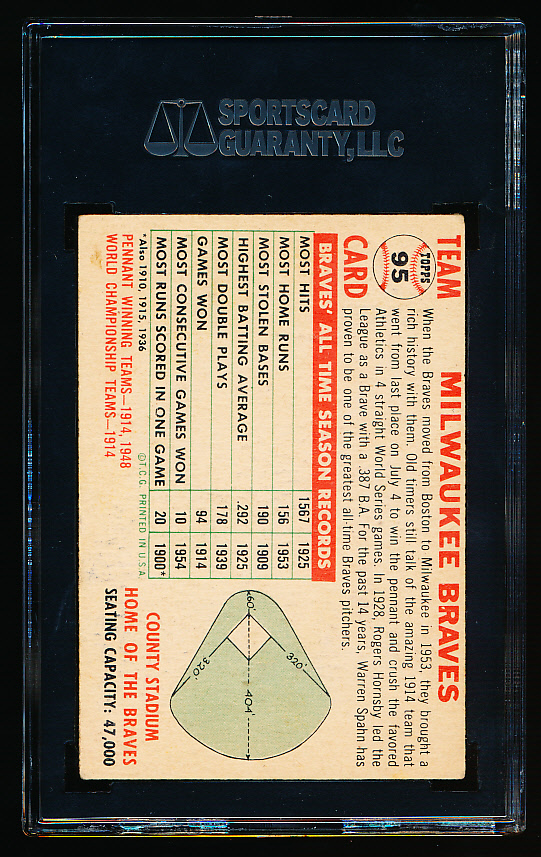 SPORTSCARD
GUARANTY, LLC
TEAM
TOPPS
95
CARD
MILWAUKEE BRAVES
When the Braves moved from Boston to Milwaukee in 1953, they brought a
rich history with them. Old timers still talk of the amazing 1914 team that
went from last place on July 4 to win the pennant and crush the favored
Athletics in 4 straight World Series games. In 1928, Rogers Hornsby led the
League as a Brave with a .387 B.A. For the past 14 years, Warren Spahn has
proven to be one of the greatest all-time Braves pitchers.
BRAVES' ALL TIME SEASON RECORDS
MOST HITS 1567 1925
MOST HOME RUNS 156 1953
MOST STOLEN BASES 190 1909
HIGHEST BATTING AVERAGE .292 1925
MOST DOUBLE PLAYS 178 1939
GAMES WON 94 1914
MOST CONSECUTIVE GAMES WON 10 1954
MOST RUNS SCORED IN ONE GAME 20 1900*
*Also 1910, 1915, 1936
© T.C.G. PRINTED IN U.S.A.
PENNANT WINNING TEAMS—1914, 1948
WORLD CHAMPIONSHIP TEAMS—1914
60'
320'
320'
404'
COUNTY STADIUM
HOME OF THE BRAVES
SEATING CAPACITY: 47,000